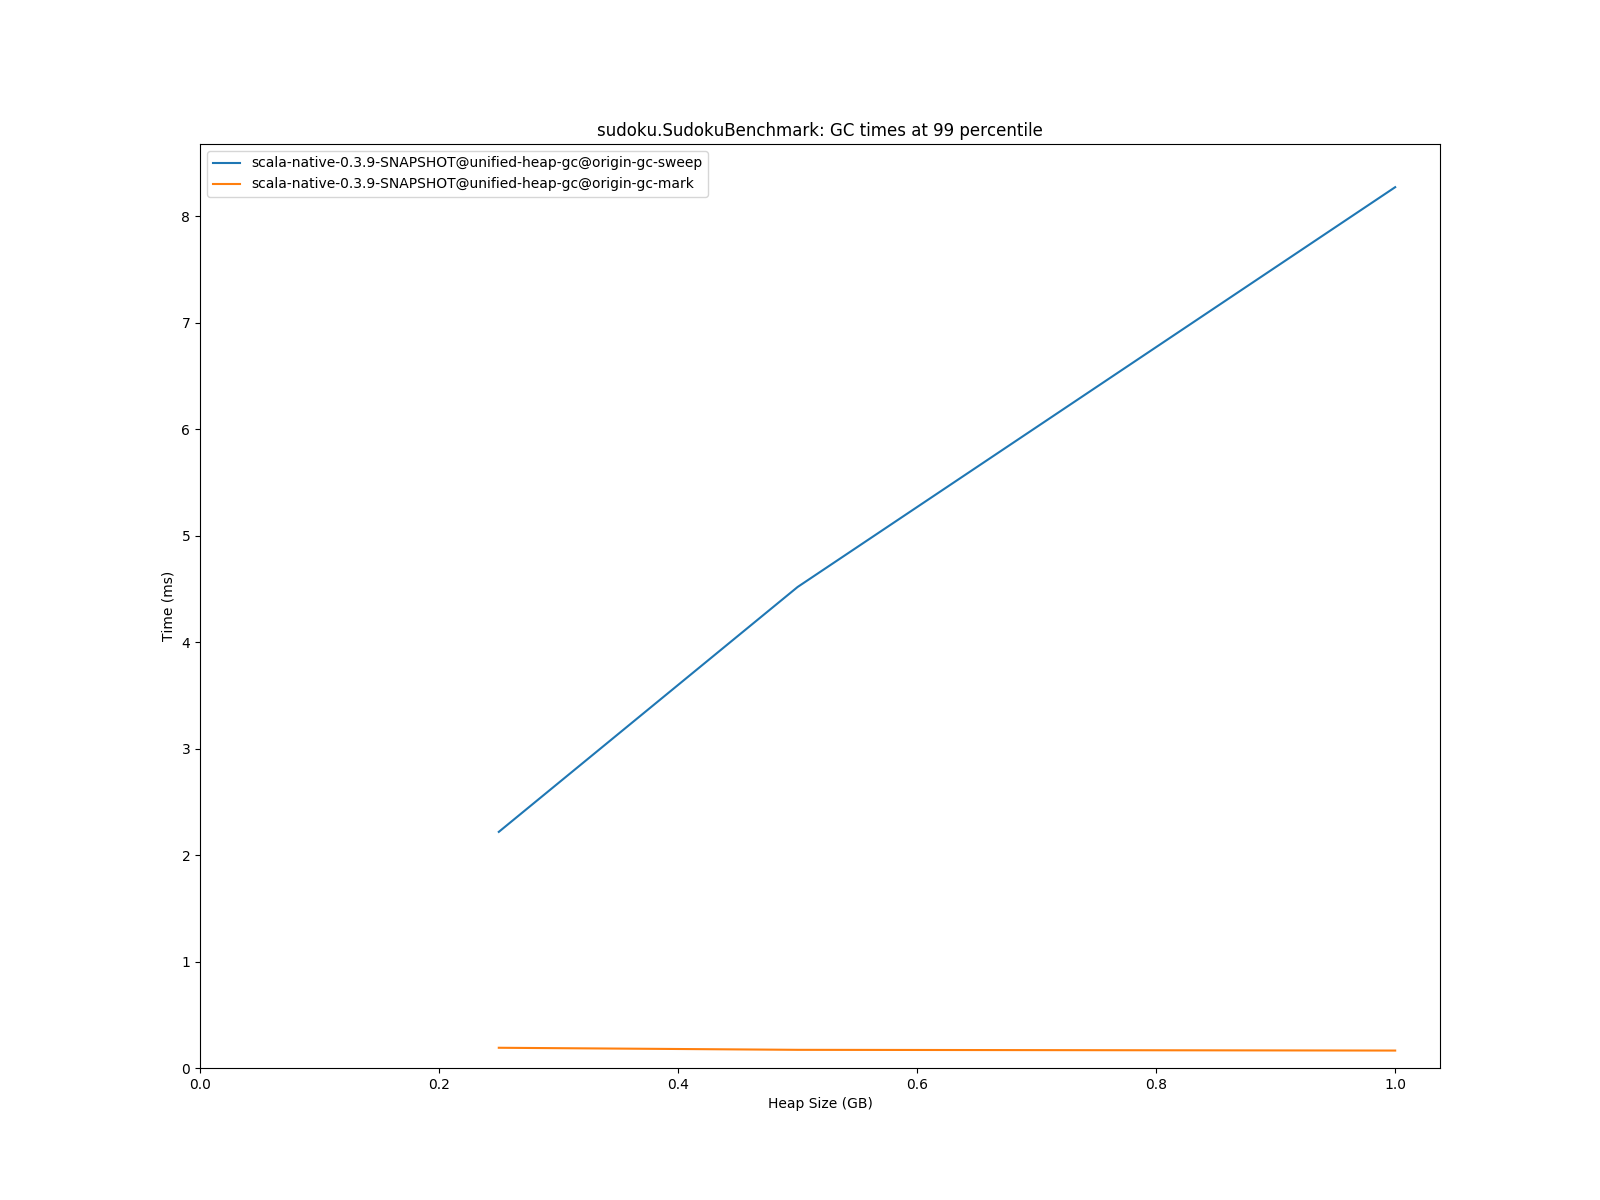 sudoku.SudokuBenchmark: GC times at 99 percentile
scala-native-0.3.9-SNAPSHOT@unified-heap-gc@origin-gc-sweep
scala-native-0.3.9-SNAPSHOT@unified-heap-gc@origin-gc-mark
8
7
6
5
4
3
2
1
0
Time (ms)
0.0 0.2 0.4 0.6 0.8 1.0
Heap Size (GB)